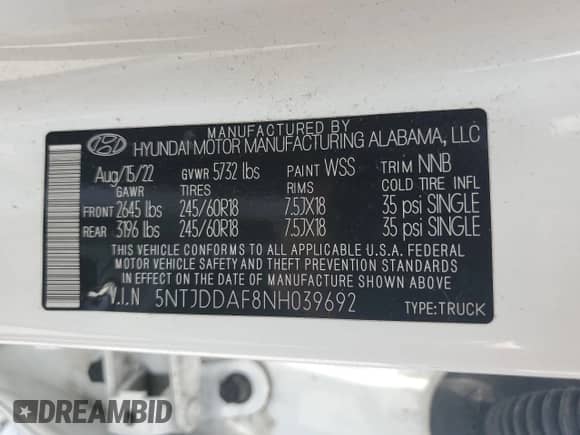 MANUFACTURED BY
HYUNDAI MOTOR MANUFACTURING ALABAMA, LLC
Aug/15/22 GVWR 5732 lbs PAINT WSS TRIM NNB
GAWR TIRES RIMS COLD TIRE INFL
FRONT 2645 lbs 245/60R18 7.5JX18 35 psi SINGLE
REAR 3196 lbs 245/60R18 7.5JX18 35 psi SINGLE
THIS VEHICLE CONFORMS TO ALL APPLICABLE U.S.A. FEDERAL
MOTOR VEHICLE SAFETY AND THEFT PREVENTION STANDARDS
IN EFFECT ON THE DATE OF MANUFACTURE SHOWN ABOVE.
V.I.N 5NTJDDAF8NH039692 TYPE:TRUCK
DREAMBID